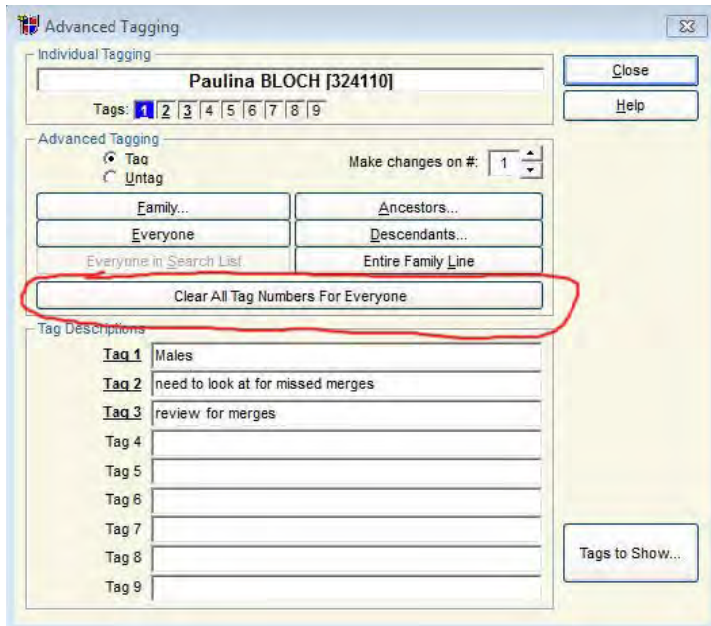 Advanced Tagging
Individual Tagging
Paulina BLOCH [324110]
Tags: 1 2 3 4 5 6 7 8 9
Close
Help
Advanced Tagging
Tag
Untag
Make changes on #: 1
Family...
Ancestors...
Everyone
Descendants...
Everyone in Search List
Entire Family Line
Clear All Tag Numbers For Everyone
Tag Descriptions
Tag 1 Males
Tag 2 need to look at for missed merges
Tag 3 review for merges
Tag 4
Tag 5
Tag 6
Tag 7
Tag 8
Tag 9
Tags to Show...